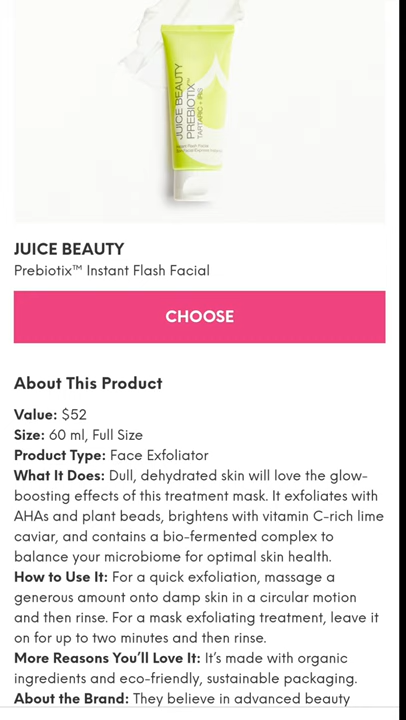 JUICE BEAUTY
PREBIOTIX™
TARTARIC + IRIS
Instant Flash Facial
JUICE BEAUTY
Prebiotix™ Instant Flash Facial
CHOOSE
About This Product
Value: $52
Size: 60 ml, Full Size
Product Type: Face Exfoliator
What It Does: Dull, dehydrated skin will love the glow-
boosting effects of this treatment mask. It exfoliates with
AHAs and plant beads, brightens with vitamin C-rich lime
caviar, and contains a bio-fermented complex to
balance your microbiome for optimal skin health.
How to Use It: For a quick exfoliation, massage a
generous amount onto damp skin in a circular motion
and then rinse. For a mask exfoliating treatment, leave it
on for up to two minutes and then rinse.
More Reasons You’ll Love It: It’s made with organic
ingredients and eco-friendly, sustainable packaging.
About the Brand: They believe in advanced beauty